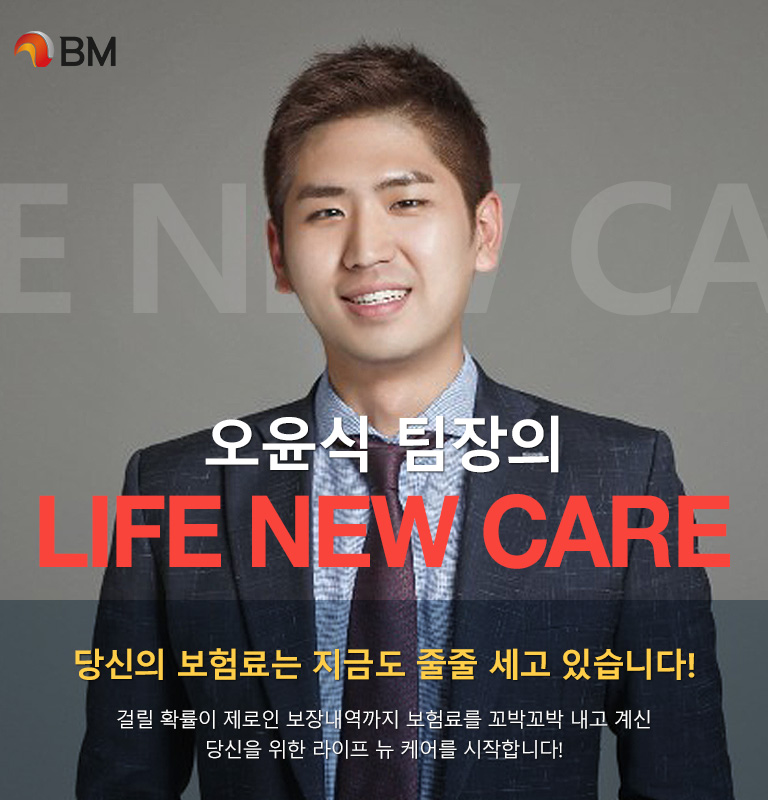 BM
E NEW CA
오윤식 팀장의
LIFE NEW CARE
당신의 보험료는 지금도 줄줄 세고 있습니다!
걸릴 확률이 제로인 보장내역까지 보험료를 꼬박꼬박 내고 계신
당신을 위한 라이프 뉴 케어를 시작합니다!